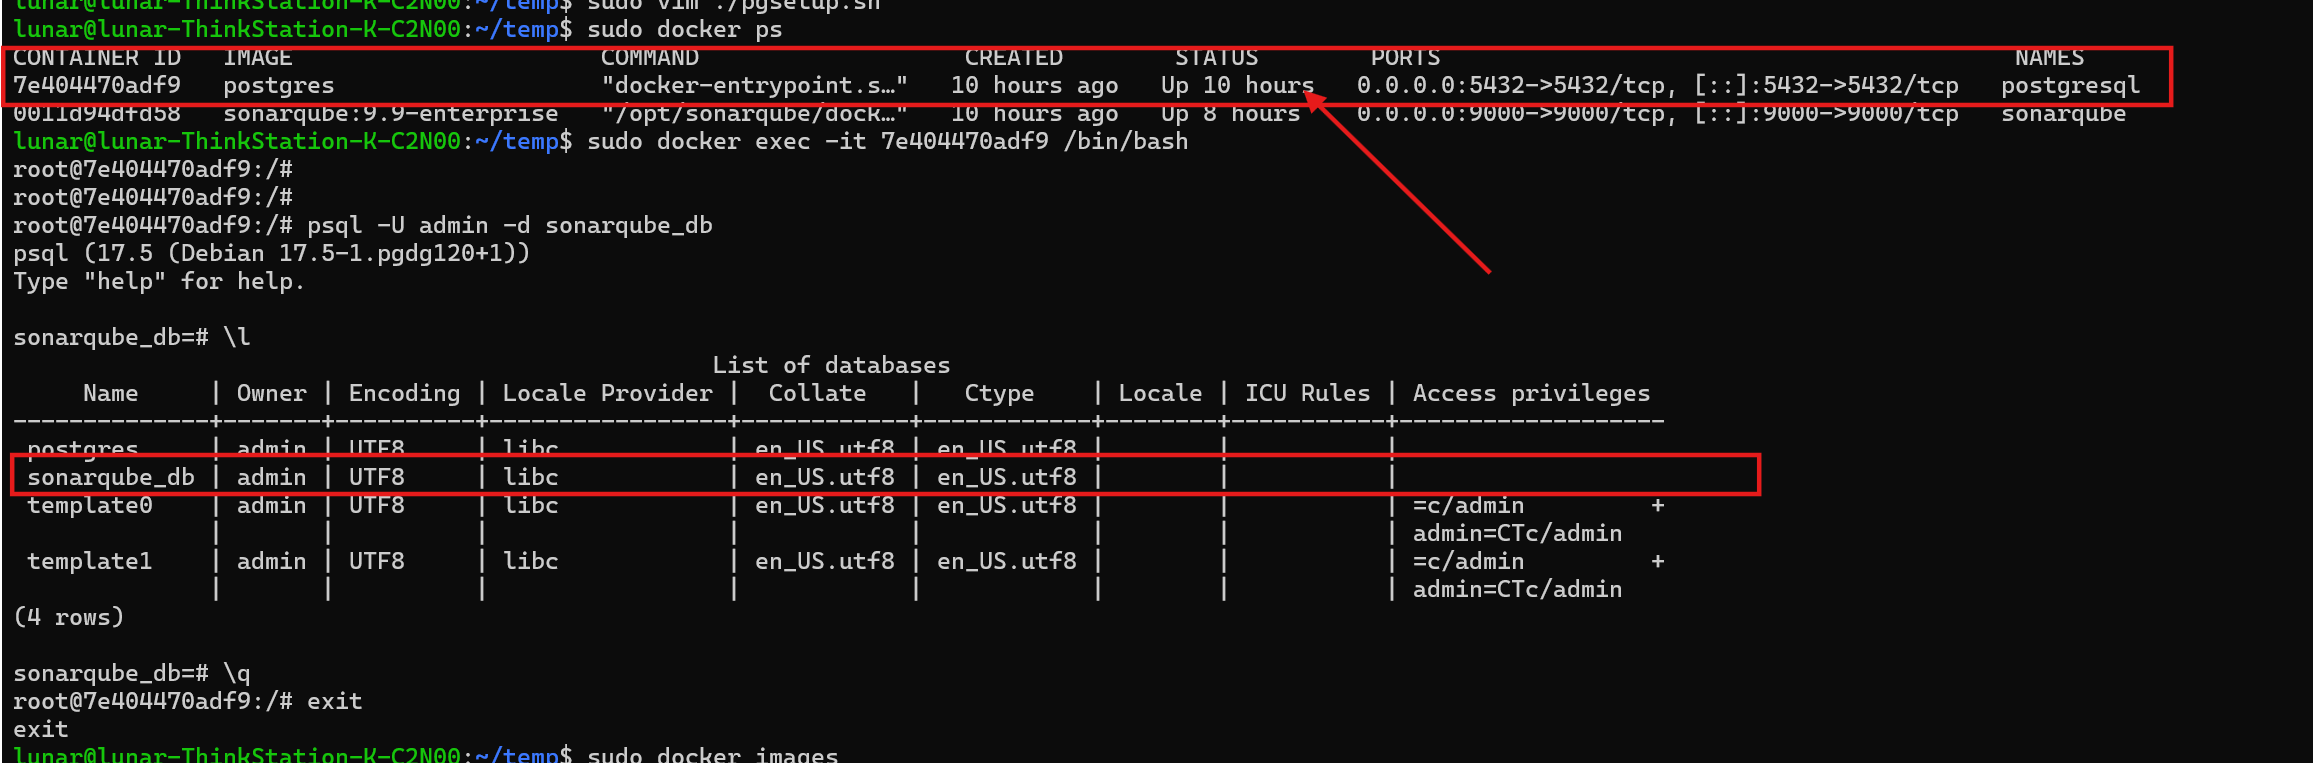 lunar@lunar-ThinkStation-K-C2N00:~/temp$ sudo vim ./pgsetup.sh
lunar@lunar-ThinkStation-K-C2N00:~/temp$ sudo docker ps
CONTAINER ID   IMAGE                      COMMAND                  CREATED        STATUS        PORTS                                         NAMES
7e404470adf9   postgres                   "docker-entrypoint.s…"   10 hours ago   Up 10 hours   0.0.0.0:5432->5432/tcp, [::]:5432->5432/tcp   postgresql
0011d94dfd58   sonarqube:9.9-enterprise   "/opt/sonarqube/dock…"   10 hours ago   Up 8 hours    0.0.0.0:9000->9000/tcp, [::]:9000->9000/tcp   sonarqube
lunar@lunar-ThinkStation-K-C2N00:~/temp$ sudo docker exec -it 7e404470adf9 /bin/bash
root@7e404470adf9:/#
root@7e404470adf9:/#
root@7e404470adf9:/# psql -U admin -d sonarqube_db
psql (17.5 (Debian 17.5-1.pgdg120+1))
Type "help" for help.

sonarqube_db=# \l
                                                  List of databases
     Name     | Owner | Encoding | Locale Provider |  Collate   |   Ctype    | Locale | ICU Rules | Access privileges
--------------+-------+----------+-----------------+------------+------------+--------+-----------+-------------------
 postgres     | admin | UTF8     | libc            | en_US.utf8 | en_US.utf8 |        |           |
 sonarqube_db | admin | UTF8     | libc            | en_US.utf8 | en_US.utf8 |        |           |
 template0    | admin | UTF8     | libc            | en_US.utf8 | en_US.utf8 |        |           | =c/admin         +
              |       |          |                 |            |            |        |           | admin=CTc/admin
 template1    | admin | UTF8     | libc            | en_US.utf8 | en_US.utf8 |        |           | =c/admin         +
              |       |          |                 |            |            |        |           | admin=CTc/admin
(4 rows)

sonarqube_db=# \q
root@7e404470adf9:/# exit
exit
lunar@lunar-ThinkStation-K-C2N00:~/temp$ sudo docker images